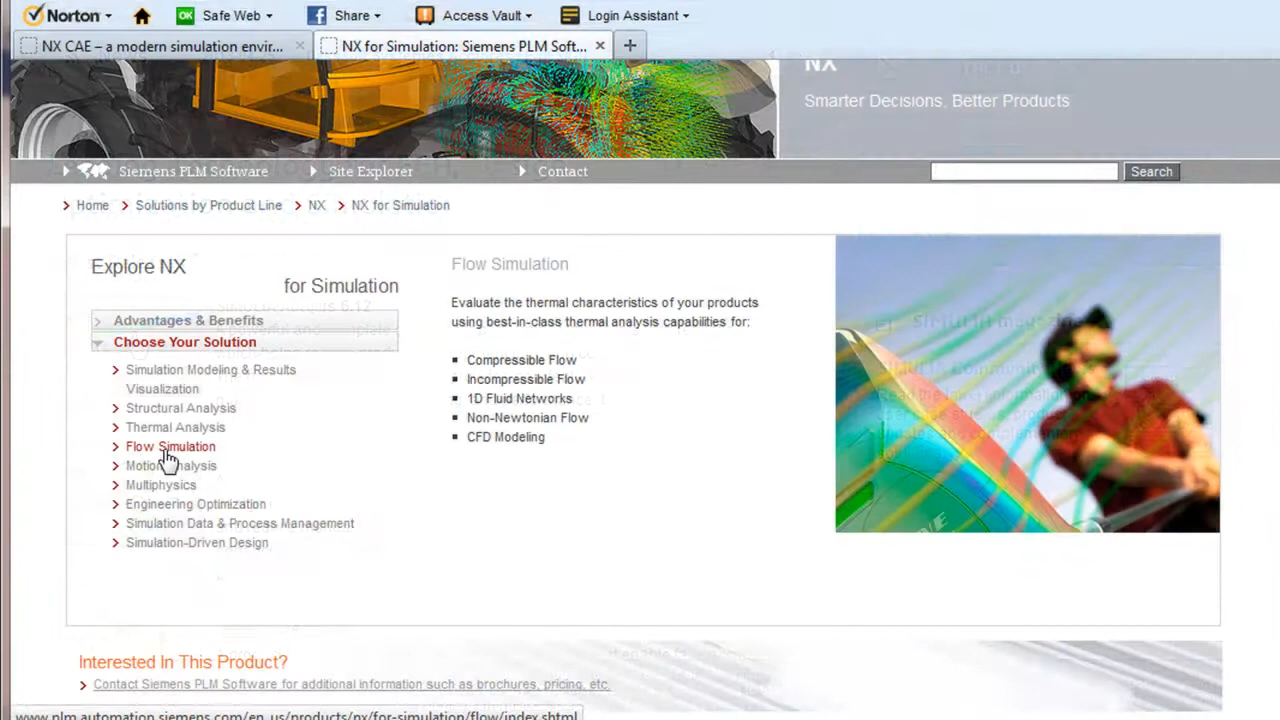 Norton
Safe Web
Share
Access Vault
Login Assistant
NX CAE – a modern simulation envir...
NX for Simulation: Siemens PLM Soft...
NX
Smarter Decisions, Better Products
Siemens PLM Software
Site Explorer
Contact
Search
Home
Solutions by Product Line
NX
NX for Simulation
Explore NX
for Simulation
Advantages & Benefits
Choose Your Solution
Simulation Modeling & Results
Visualization
Structural Analysis
Thermal Analysis
Flow Simulation
Motion Analysis
Multiphysics
Engineering Optimization
Simulation Data & Process Management
Simulation-Driven Design
Flow Simulation
Evaluate the thermal characteristics of your products
using best-in-class thermal analysis capabilities for:
Compressible Flow
Incompressible Flow
1D Fluid Networks
Non-Newtonian Flow
CFD Modeling
Interested In This Product?
Contact Siemens PLM Software for additional information such as brochures, pricing, etc.
www.plm.automation.siemens.com/en_us/products/nx/for-simulation/flow/index.shtml